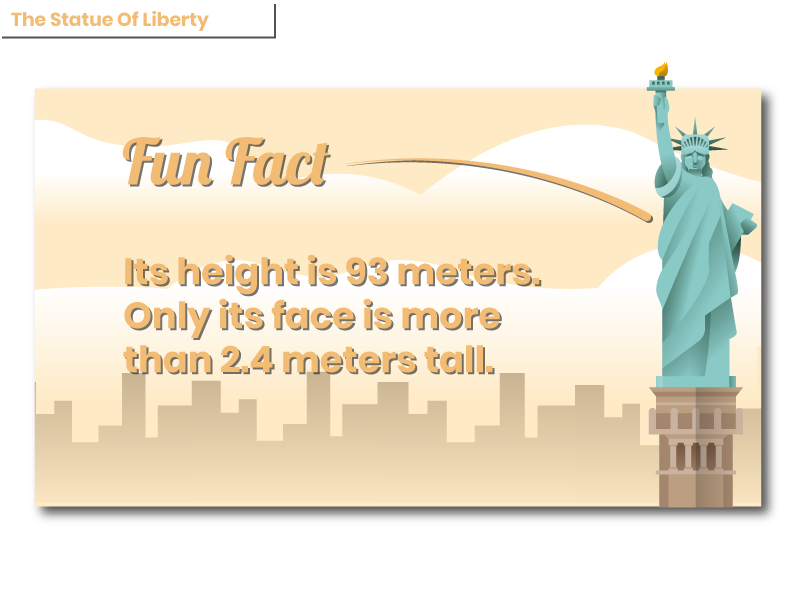 The Statue Of Liberty
Fun Fact
Its height is 93 meters.
Only its face is more
than 2.4 meters tall.